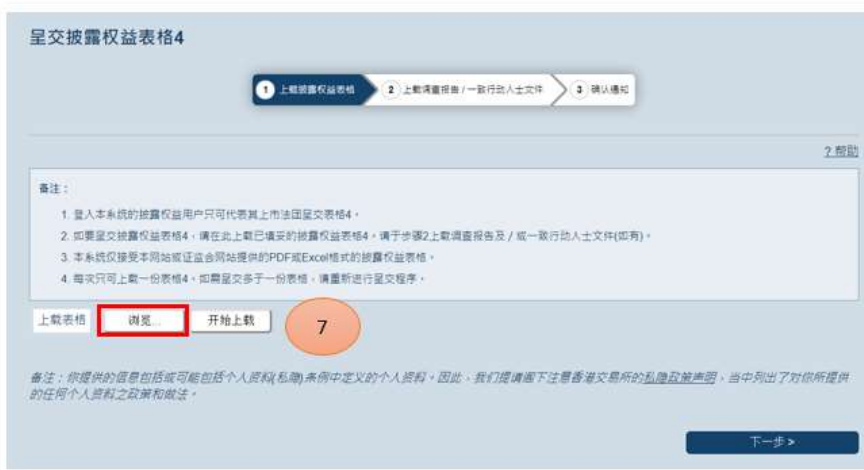 呈交披露权益表格4
1 上载披露权益表格 2 上载调查报告 / 一致行动人士文件 3 确认通知
? 帮助
备注：
1. 登入本系统的披露权益用户只可代表其上市法团呈交表格4。
2. 如要呈交披露权益表格4，请在此上载已填妥的披露权益表格4。请于步骤2上载调查报告及 / 或一致行动人士文件(如有)。
3. 本系统仅接受本网站或证监会网站提供的PDF或Excel格式的披露权益表格。
4. 每次只可上载一份表格4。如需呈交多于一份表格，请重新进行呈交程序。
上载表格 浏览... 开始上载 7
备注：你提供的信息包括或可能包括个人资料(私隐)条例中定义的个人资料。因此，我们提请阁下注意香港交易所的私隐政策声明，当中列出了对你所提供
的任何个人资料之政策和做法。
下一步 >